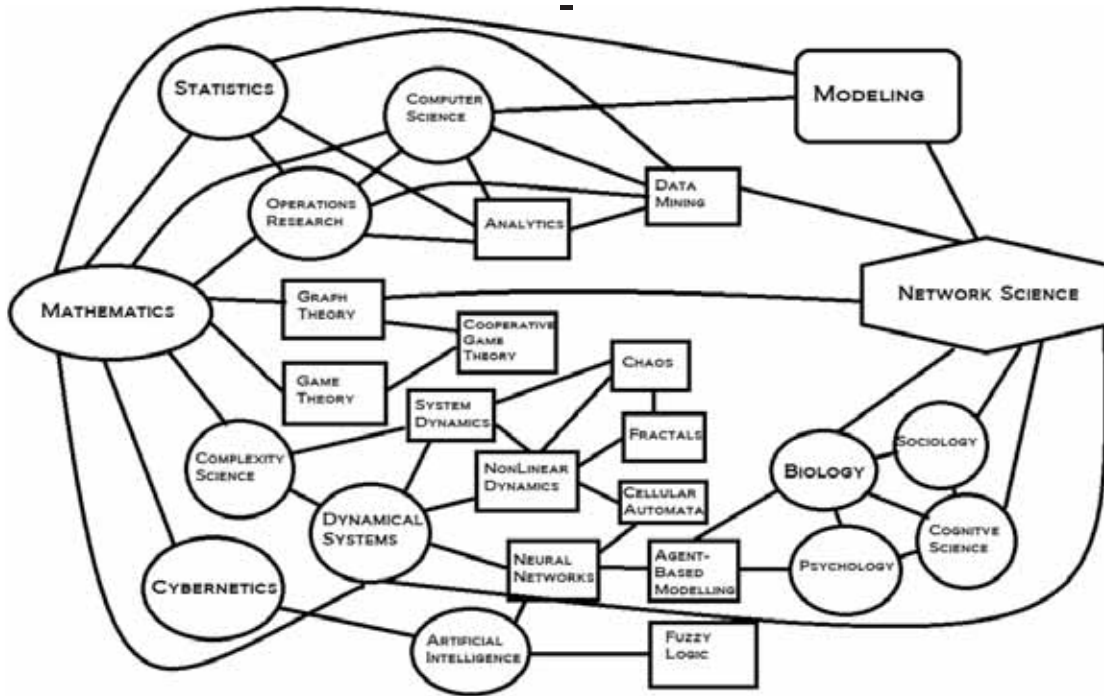 STATISTICS
COMPUTER
SCIENCE
MODELING
OPERATIONS
RESEARCH
ANALYTICS
DATA
MINING
MATHEMATICS
GRAPH
THEORY
NETWORK SCIENCE
COOPERATIVE
GAME
THEORY
GAME
THEORY
CHAOS
SYSTEM
DYNAMICS
FRACTALS
COMPLEXITY
SCIENCE
NONLINEAR
DYNAMICS
BIOLOGY
SOCIOLOGY
CELLULAR
AUTOMATA
DYNAMICAL
SYSTEMS
COGNITVE
SCIENCE
NEURAL
NETWORKS
AGENT-
BASED
MODELLING
PSYCHOLOGY
CYBERNETICS
ARTIFICIAL
INTELLIGENCE
FUZZY
LOGIC